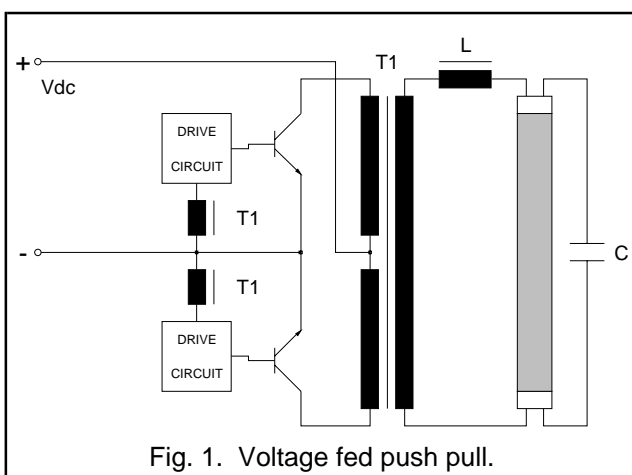 +
Vdc
T1
L
DRIVE
CIRCUIT
T1
-
T1
C
DRIVE
CIRCUIT
Fig. 1. Voltage fed push pull.